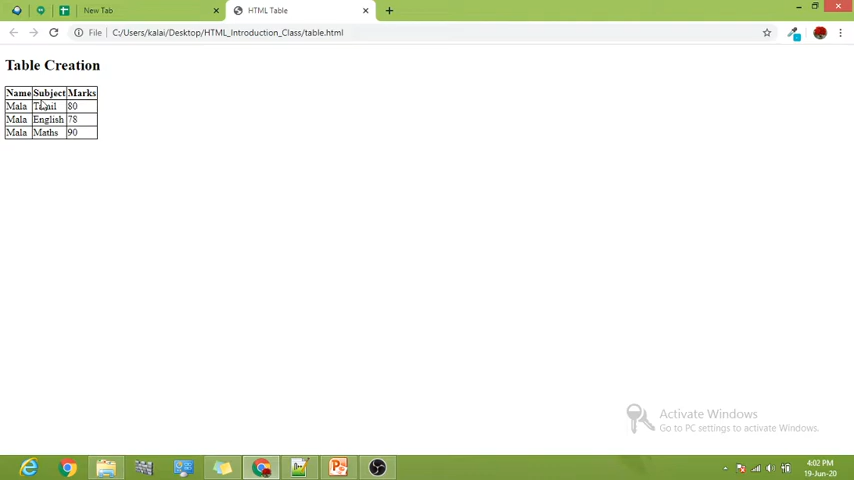 New Tab
HTML Table
File
C:/Users/kalai/Desktop/HTML_Introduction_Class/table.html
Table Creation
Name Subject Marks
Mala Tamil 80
Mala English 78
Mala Maths 90
Activate Windows
Go to PC settings to activate Windows.
4:02 PM
19-Jun-20